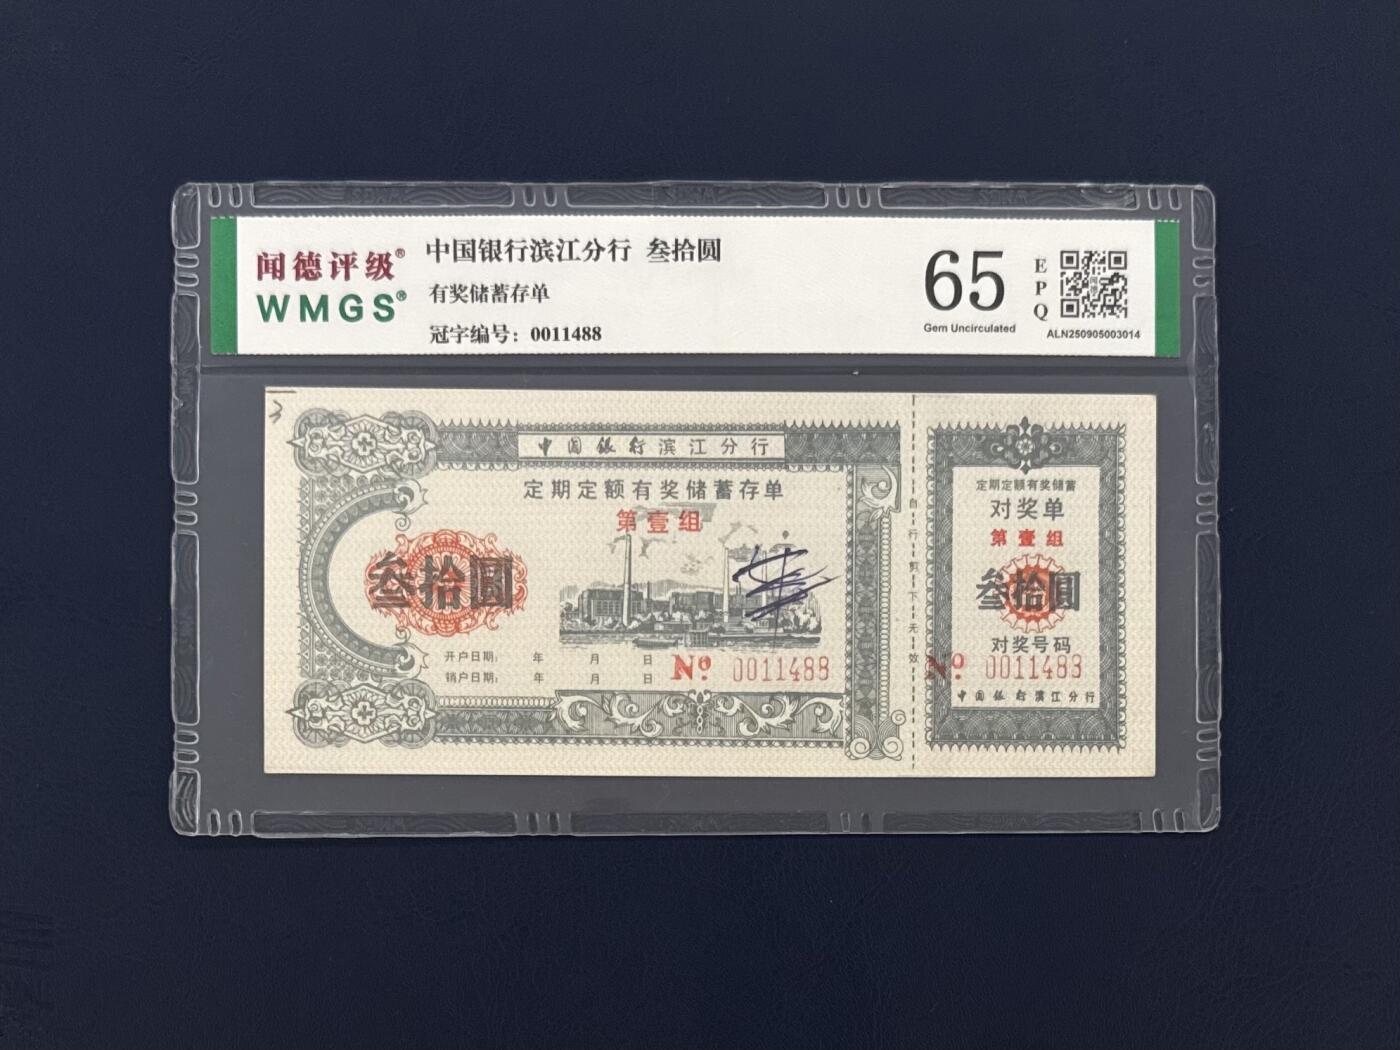 闻德评级®
WMGS®
中国银行滨江分行 叁拾圆
有奖储蓄存单
冠字编号：0011488
65
EPQ
Gem Uncirculated
ALN250905003014
3
中国银行滨江分行
定期定额有奖储蓄存单
第壹组
叁拾圆
开户日期： 年 月 日
销户日期： 年 月 日
No. 0011488
自行剪下无效
定期定额有奖储蓄
对奖单
第壹组
叁拾圆
对奖号码
No. 0011488
中国银行滨江分行